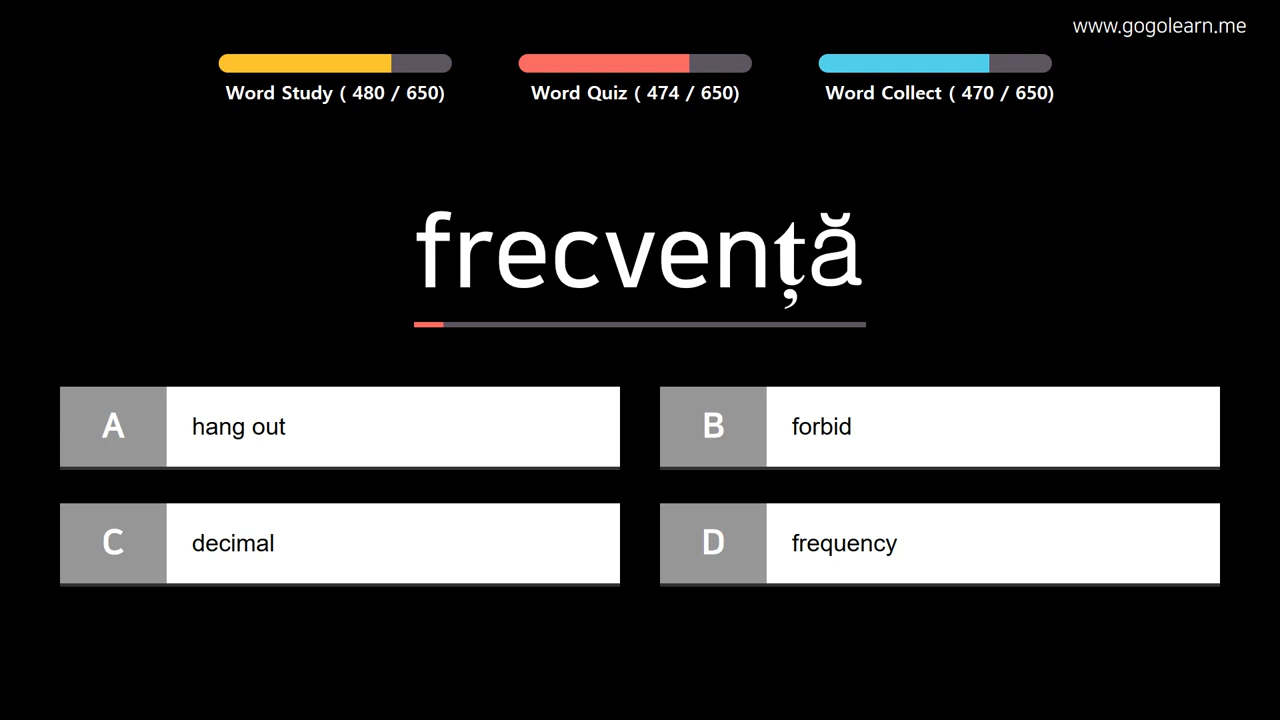 www.gogolearn.me
Word Study ( 480 / 650)
Word Quiz ( 474 / 650)
Word Collect ( 470 / 650)
frecvență
A hang out
B forbid
C decimal
D frequency